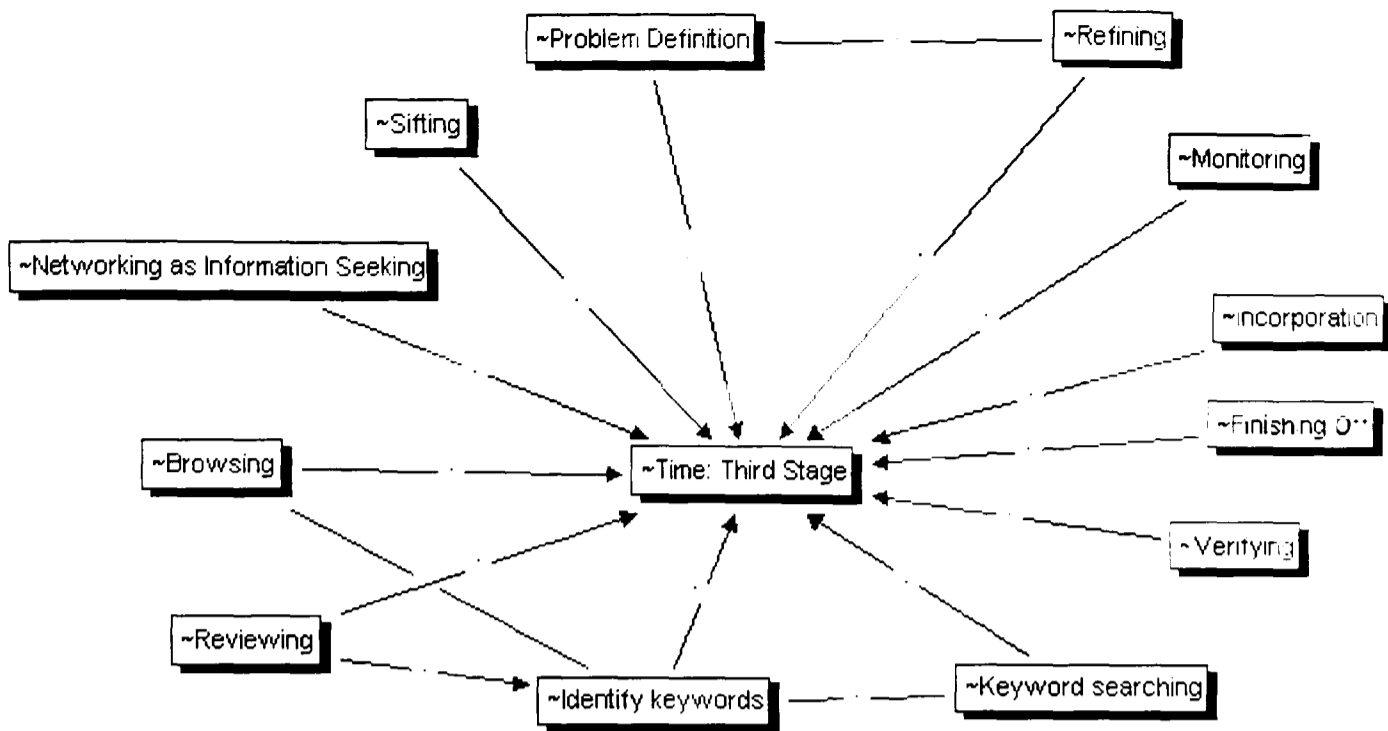 ~Problem Definition
~Refining
~Sifting
~Monitoring
~Networking as Information Seeking
~Incorporation
~Finishing
~Browsing
~Time: Third Stage
~Verifying
~Reviewing
~Identify keywords
~Keyword searching